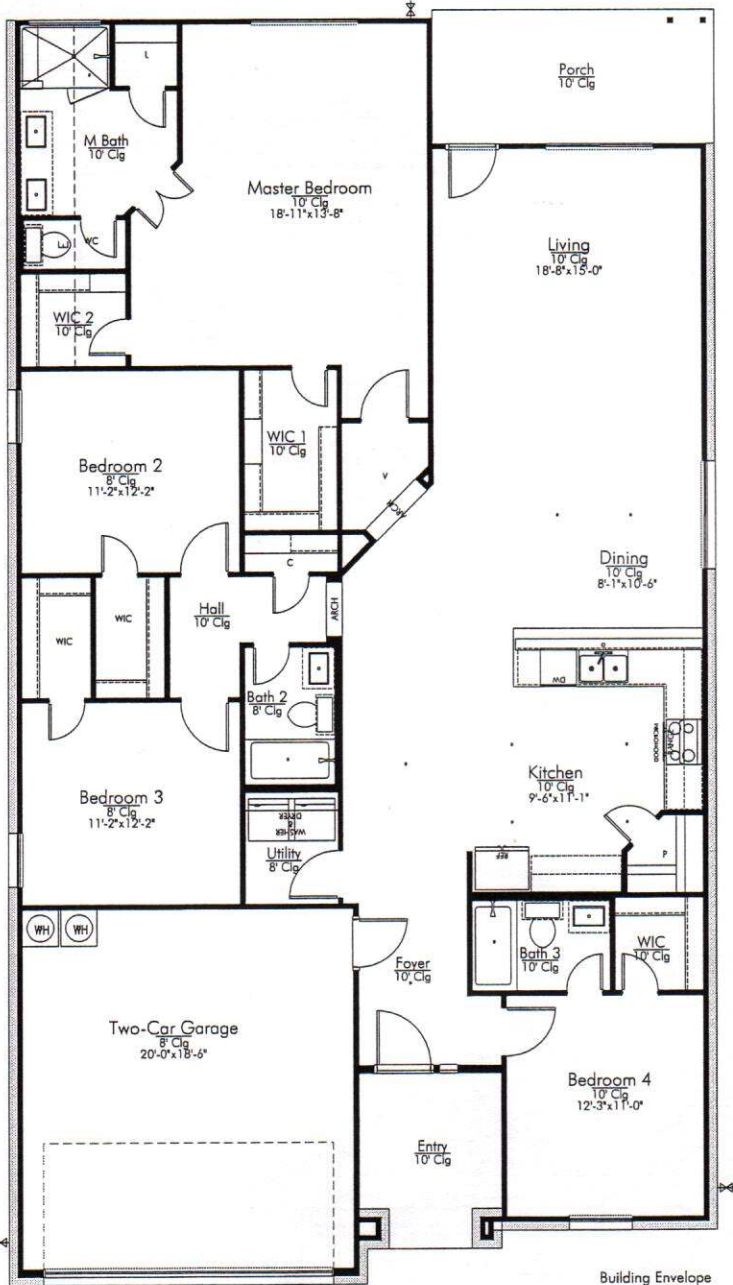 Porch
10' Clg
L
M Bath
10' Clg
Master Bedroom
10' Clg
18'-11"x13'-8"
Living
10' Clg
18'-8"x15'-0"
WC
WIC 2
10' Clg
WIC 1
10' Clg
Bedroom 2
8' Clg
11'-2"x12'-2"
V
ARCH
C
Dining
10' Clg
8'-1"x10'-6"
WIC
WIC
Hall
10' Clg
ARCH
DW
Bath 2
8' Clg
RANGE
Kitchen
10' Clg
9'-6"x11'-1"
Bedroom 3
8' Clg
11'-2"x12'-2"
WASHER
&
DRYER
Utility
8' Clg
REF
P
WH
WH
Bath 3
10' Clg
WIC
10' Clg
Foyer
10' Clg
Two-Car Garage
8' Clg
20'-0"x18'-6"
Bedroom 4
10' Clg
12'-3"x11'-0"
Entry
10' Clg
Building Envelope